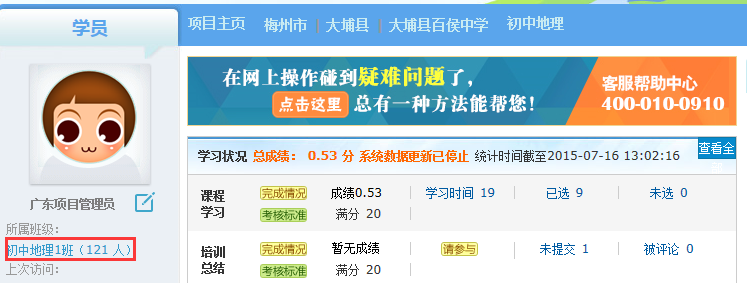 学员
项目主页 梅州市 | 大埔县 | 大埔县百侯中学 初中地理
在网上操作碰到疑难问题了，
点击这里 总有一种方法能帮您！
客服帮助中心
400-010-0910
广东项目管理员
所属班级：
初中地理1班（121 人）
上次访问：
学习状况 总成绩： 0.53 分 系统数据更新已停止 统计时间截至2015-07-16 13:02:16 查看全
课程学习 完成情况 成绩0.53 学习时间 19 已选 9 未选 0
考核标准 满分 20
培训总结 完成情况 暂无成绩 请参与 未提交 1 被评论 0
考核标准 满分 20